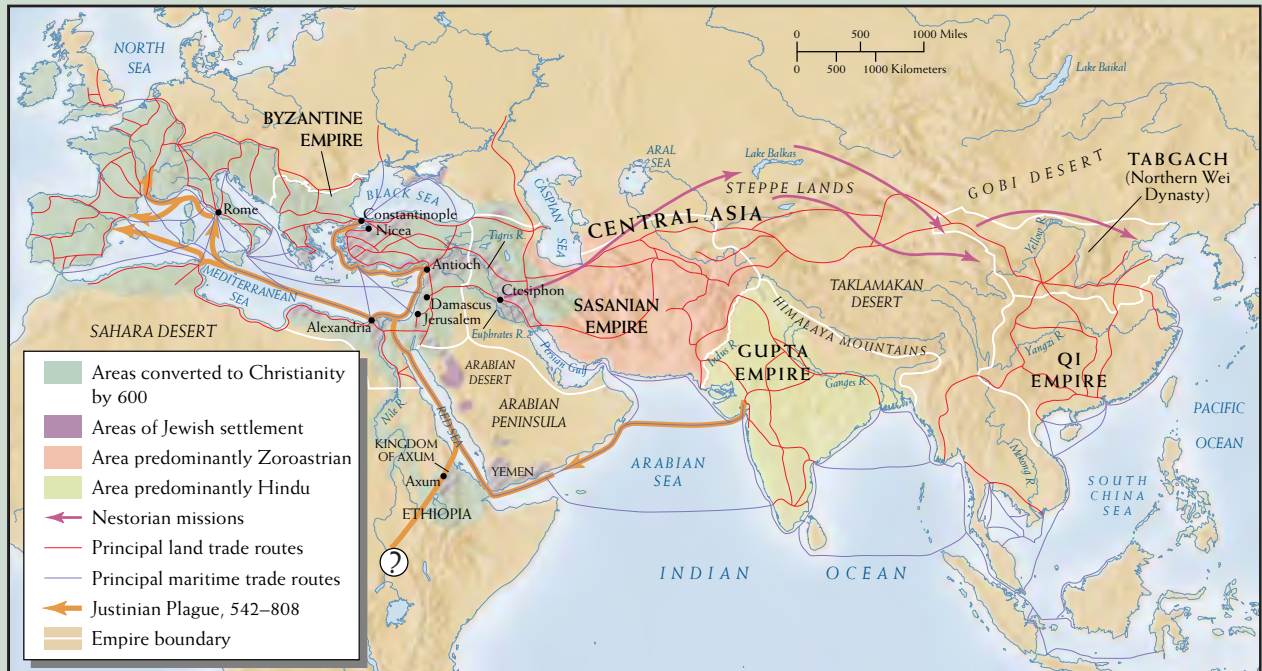 NORTH
SEA
BYZANTINE
EMPIRE
BLACK SEA
Rome
Constantinople
Nicea
Antioch
MEDITERRANEAN
SEA
Damascus
Jerusalem
Alexandria
SAHARA DESERT
Tigris R.
Ctesiphon
Euphrates R.
CASPIAN
SEA
ARAL
SEA
Lake Balkas
STEPPE LANDS
CENTRAL ASIA
0 500 1000 Miles
0 500 1000 Kilometers
Lake Baikal
GOBI DESERT
TABGACH
(Northern Wei
Dynasty)
Yellow R.
SASANIAN
EMPIRE
Persian Gulf
ARABIAN
DESERT
ARABIAN
PENINSULA
Nile R.
RED SEA
KINGDOM
OF AXUM
Axum
YEMEN
ETHIOPIA
?
TAKLAMAKAN
DESERT
HIMALAYA MOUNTAINS
Indus R.
GUPTA
EMPIRE
Ganges R.
Yangzi R.
QI
EMPIRE
Mekong R.
ARABIAN
SEA
INDIAN OCEAN
SOUTH
CHINA
SEA
PACIFIC
OCEAN
Areas converted to Christianity
by 600
Areas of Jewish settlement
Area predominantly Zoroastrian
Area predominantly Hindu
Nestorian missions
Principal land trade routes
Principal maritime trade routes
Justinian Plague, 542–808
Empire boundary